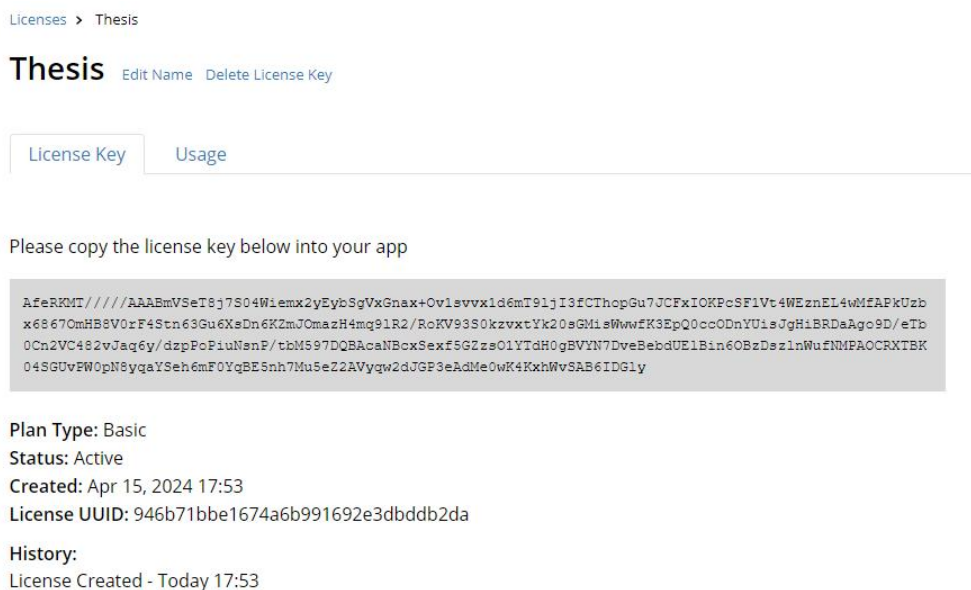 Licenses > Thesis
Thesis Edit Name Delete License Key
License Key Usage
Please copy the license key below into your app
AfeRKMT/////AAABmVSeT8j7S04Wiemx2yEybSgVxGnax+Ov1svvx1d6mT9ljI3fCThopGu7JCFxIOKPcSF1Vt4WEznEL4wMfAPkUzb
x6867OmHB8V0rF4Stn63Gu6XsDn6KZmJOmazH4mq91R2/RoKV93S0kzvxtYk20sGMisWwwfK3EpQ0ccODnYUisJgHiBRDaAgo9D/eTb
0Cn2VC482vJaq6y/dzpPoPiuNsnP/tbM597DQBAcaNBcxSexf5GZzsO1YTdH0gBVYN7DveBebdUElBin6OBzDszlnWufNMPAOCRXTBK
04SGUvPW0pN8yqaYSeh6mF0YqBE5nh7Mu5eZ2AVyqw2dJGP3eAdMe0wK4KxhWvSAB6IDGly
Plan Type: Basic
Status: Active
Created: Apr 15, 2024 17:53
License UUID: 946b71bbe1674a6b991692e3dbddb2da
History:
License Created - Today 17:53